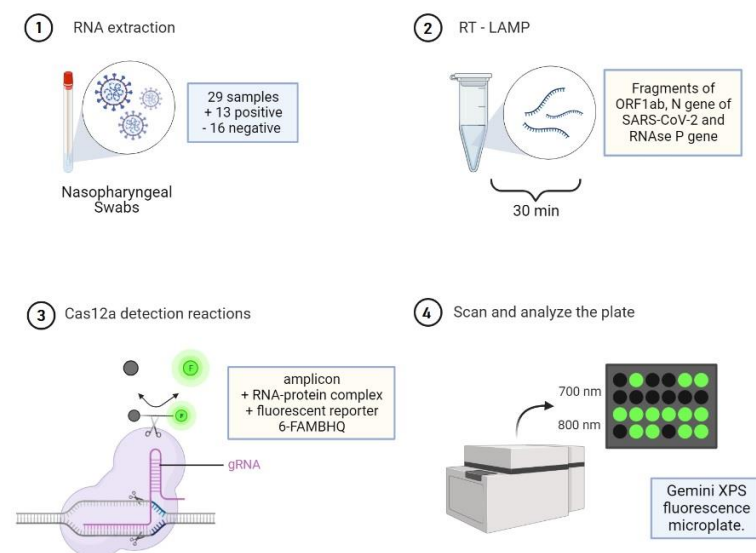 1 RNA extraction
29 samples
+ 13 positive
- 16 negative
Nasopharyngeal
Swabs
2 RT - LAMP
Fragments of
ORF1ab, N gene of
SARS-CoV-2 and
RNAse P gene
30 min
3 Cas12a detection reactions
F
F
amplicon
+ RNA-protein complex
+ fluorescent reporter
6-FAMBHQ
gRNA
4 Scan and analyze the plate
700 nm
800 nm
Gemini XPS
fluorescence
microplate.